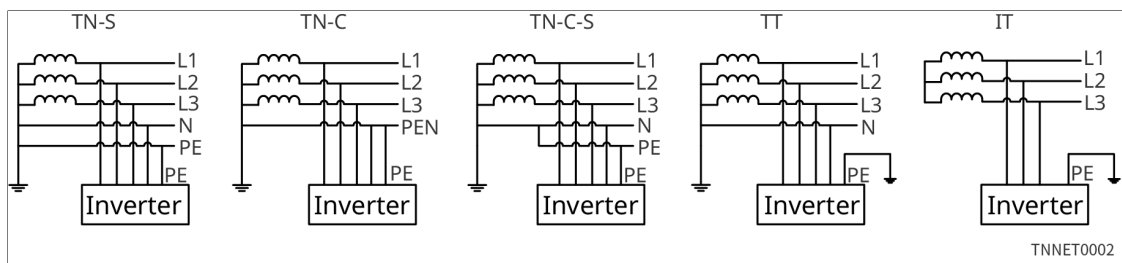 TN-S
L1
L2
L3
N
PE
PE
Inverter
TN-C
L1
L2
L3
PEN
PE
Inverter
TN-C-S
L1
L2
L3
N
PE
PE
Inverter
TT
L1
L2
L3
N
PE
Inverter
IT
L1
L2
L3
PE
Inverter
TNNET0002